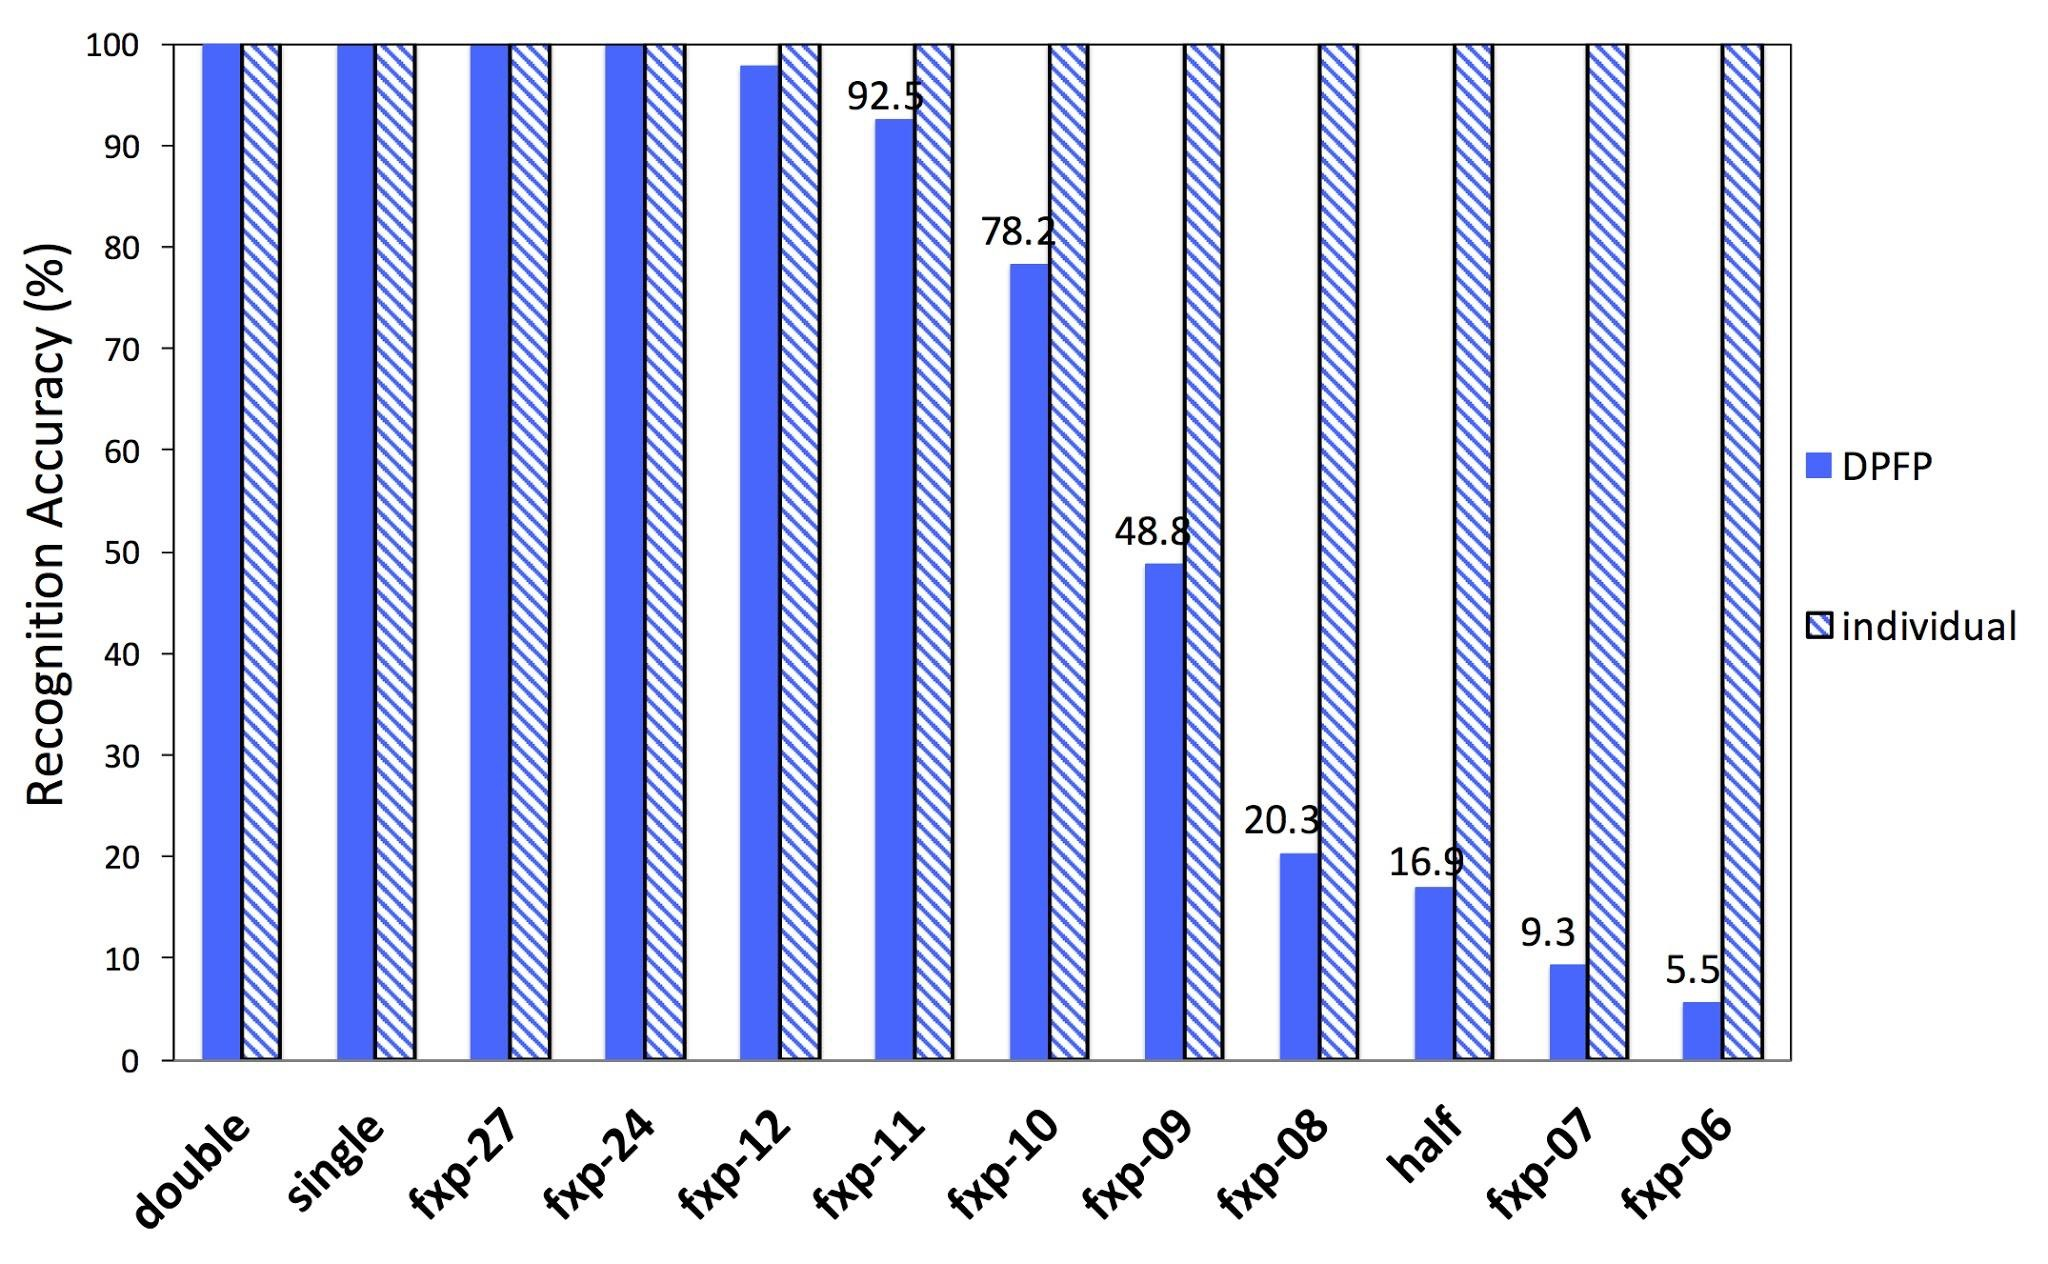 Recognition Accuracy (%)
100
90
80
70
60
50
40
30
20
10
0
92.5
78.2
48.8
20.3
16.9
9.3
5.5
double
single
fxp-27
fxp-24
fxp-12
fxp-11
fxp-10
fxp-09
fxp-08
half
fxp-07
fxp-06
DPFP
individual